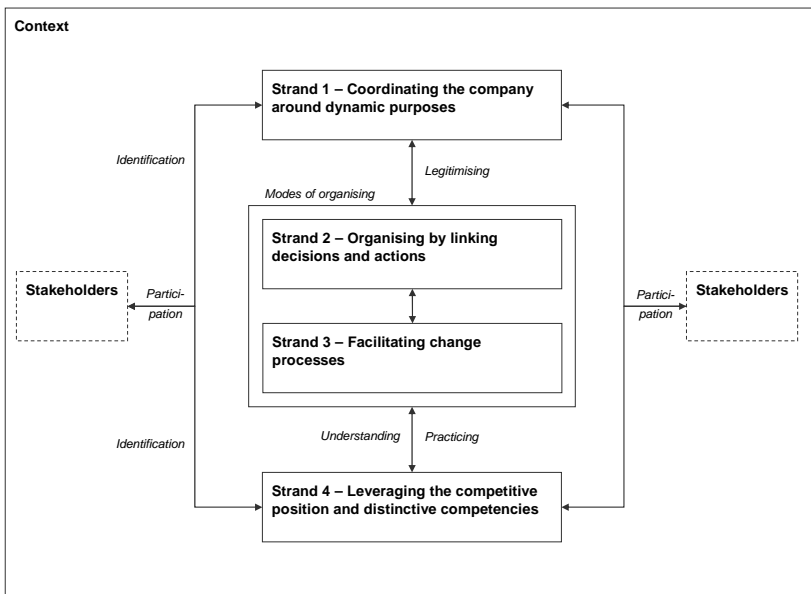 Context
Strand 1 – Coordinating the company
around dynamic purposes
Identification
Legitimising
Modes of organising
Strand 2 – Organising by linking
decisions and actions
Stakeholders
Partici-
pation
Partici-
pation
Stakeholders
Strand 3 – Facilitating change
processes
Identification
Understanding
Practicing
Strand 4 – Leveraging the competitive
position and distinctive competencies